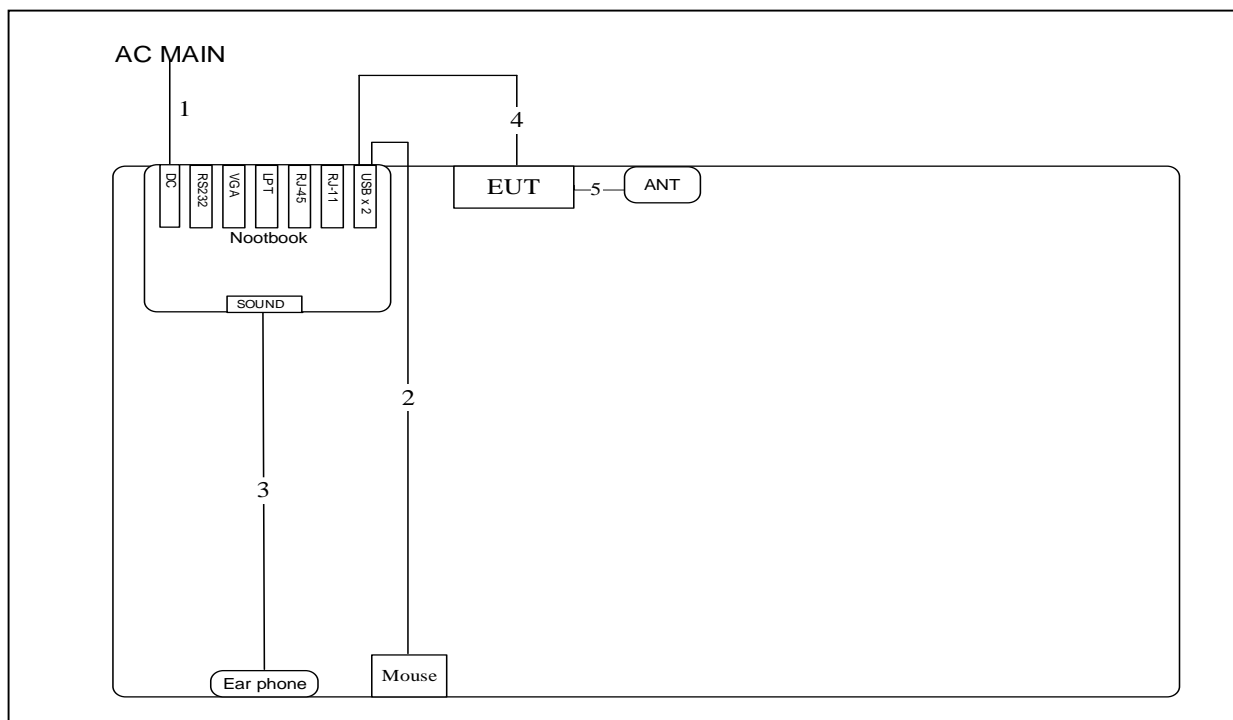 AC MAIN
1
4
DC
RS232
VGA
LPT
RJ-45
RJ-11
USB x 2
EUT
5
ANT
Nootbook
SOUND
2
3
Ear phone
Mouse